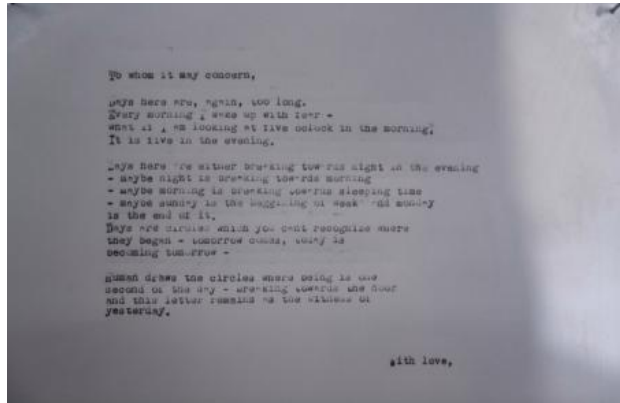 To whom it may concern,
Days here are, again, too long.
Every morning I wake up with fear -
what if I am looking at five oclock in the morning.
It is five in the evening.
Days here are either breaking towards night in the evening
- maybe night is breaking towards morning
- maybe morning is breaking towards sleeping time
- maybe sunday is the beggining of week and monday
is the end of it.
Days are circles which you cant recognize where
they began - tomorrow comes, today is
becoming tomorrow -
Human draws the circles where being is one
second of the day - breaking towards the hour
and this letter remains as the witness of
yesterday.
with love,